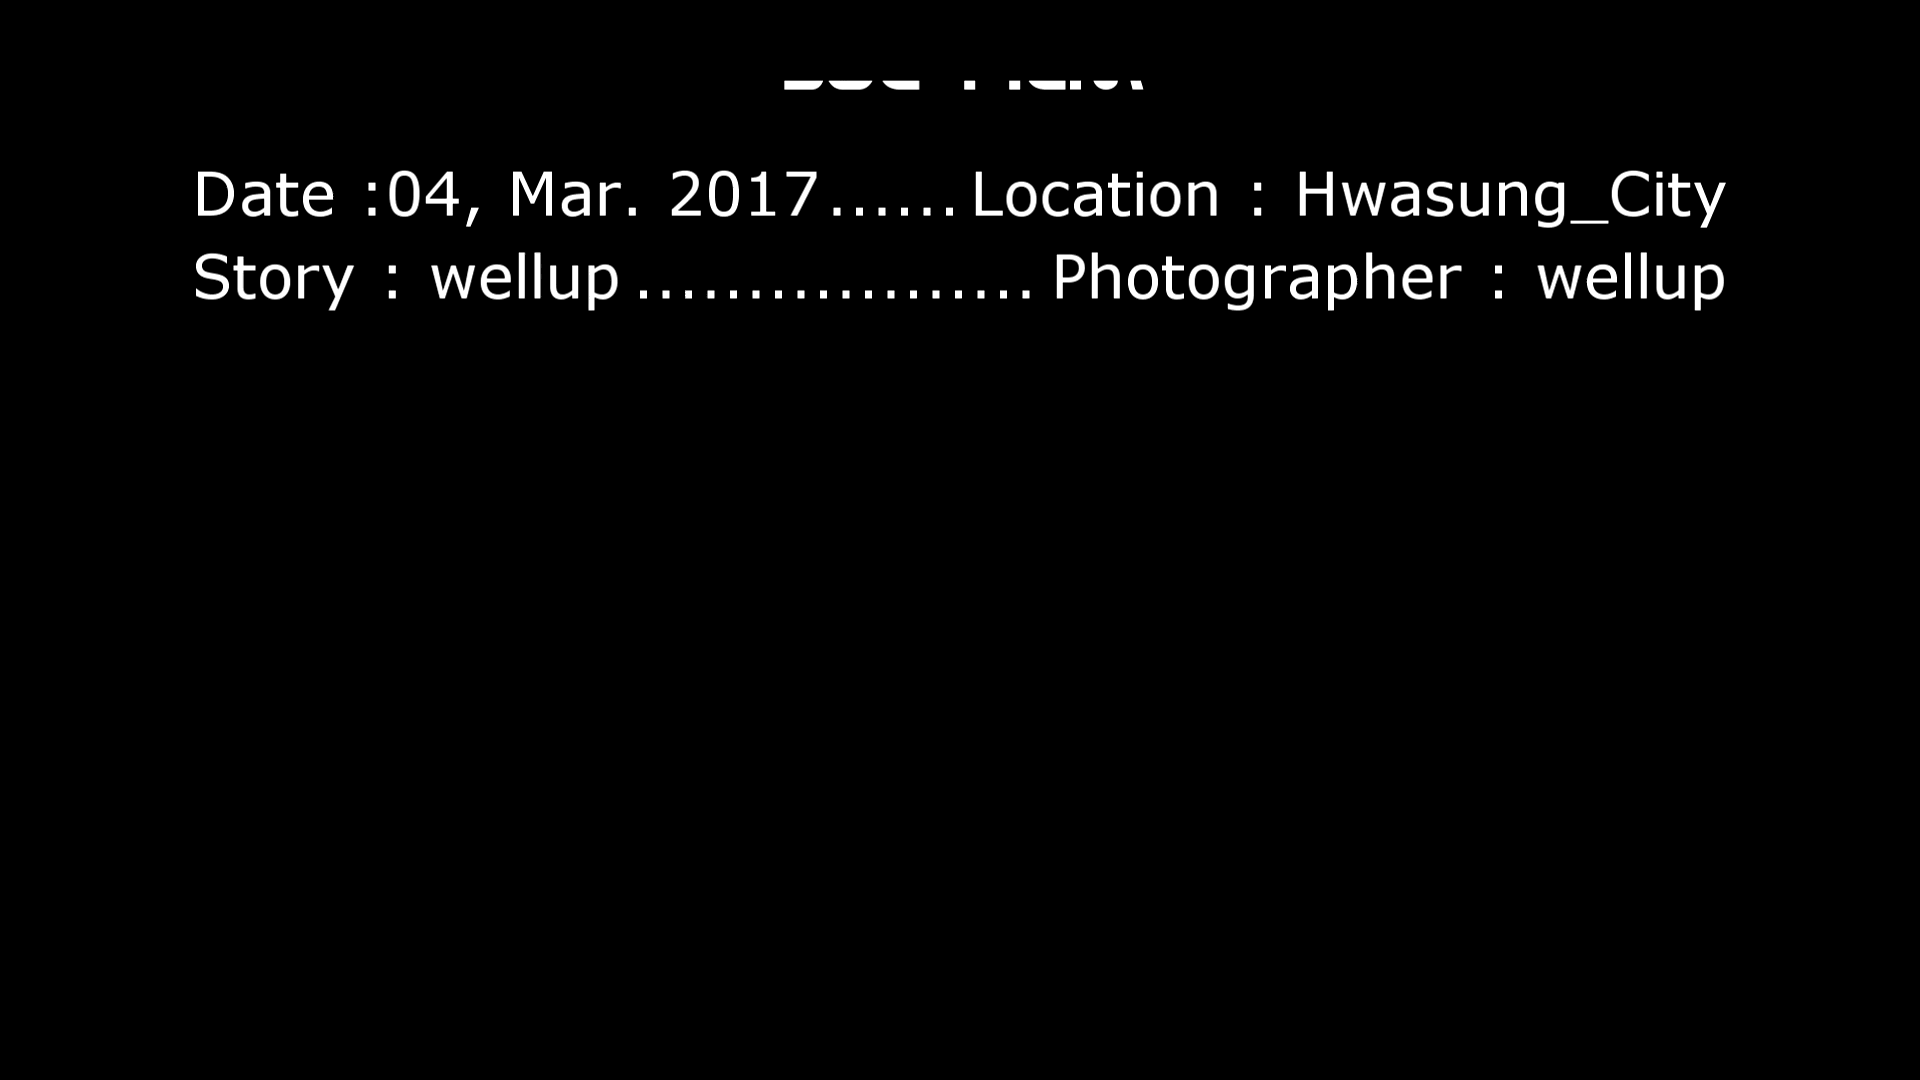 Date :04, Mar. 2017......Location : Hwasung_City
Story : wellup..................Photographer : wellup